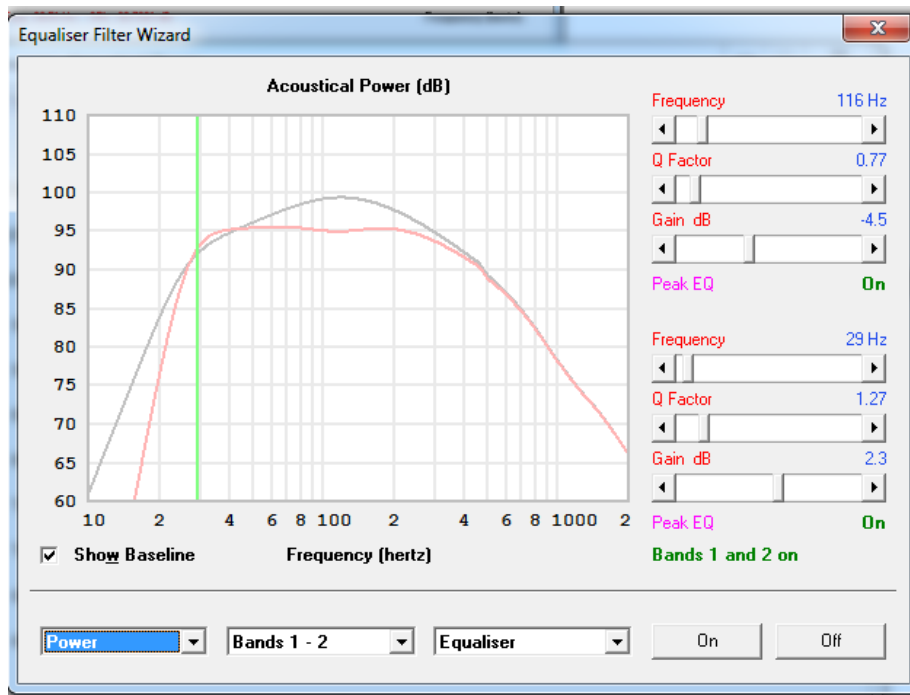 Equaliser Filter Wizard
Acoustical Power (dB)
110
105
100
95
90
85
80
75
70
65
60
10 2 4 6 8 100 2 4 6 8 1000 2
Show Baseline Frequency (hertz)
Frequency 116 Hz
Q Factor 0.77
Gain dB -4.5
Peak EQ On
Frequency 29 Hz
Q Factor 1.27
Gain dB 2.3
Peak EQ On
Bands 1 and 2 on
Power Bands 1 - 2 Equaliser On Off